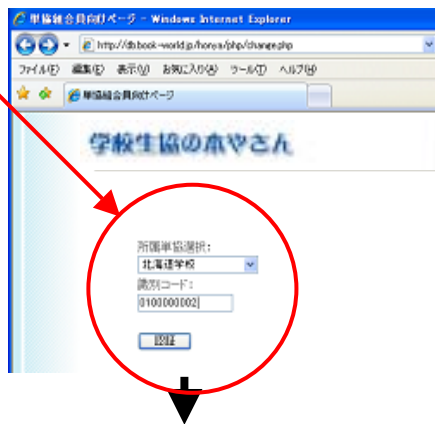 単協組合員向けページ - Windows Internet Explorer
http://db.book-world.jp/honya/php/change.php
ファイル(F) 編集(E) 表示(V) お気に入り(A) ツール(T) ヘルプ(H)
単協組合員向けページ
学校生協の本やさん
所属単協選択:
北海道学校
識別コード:
0100000002
認証